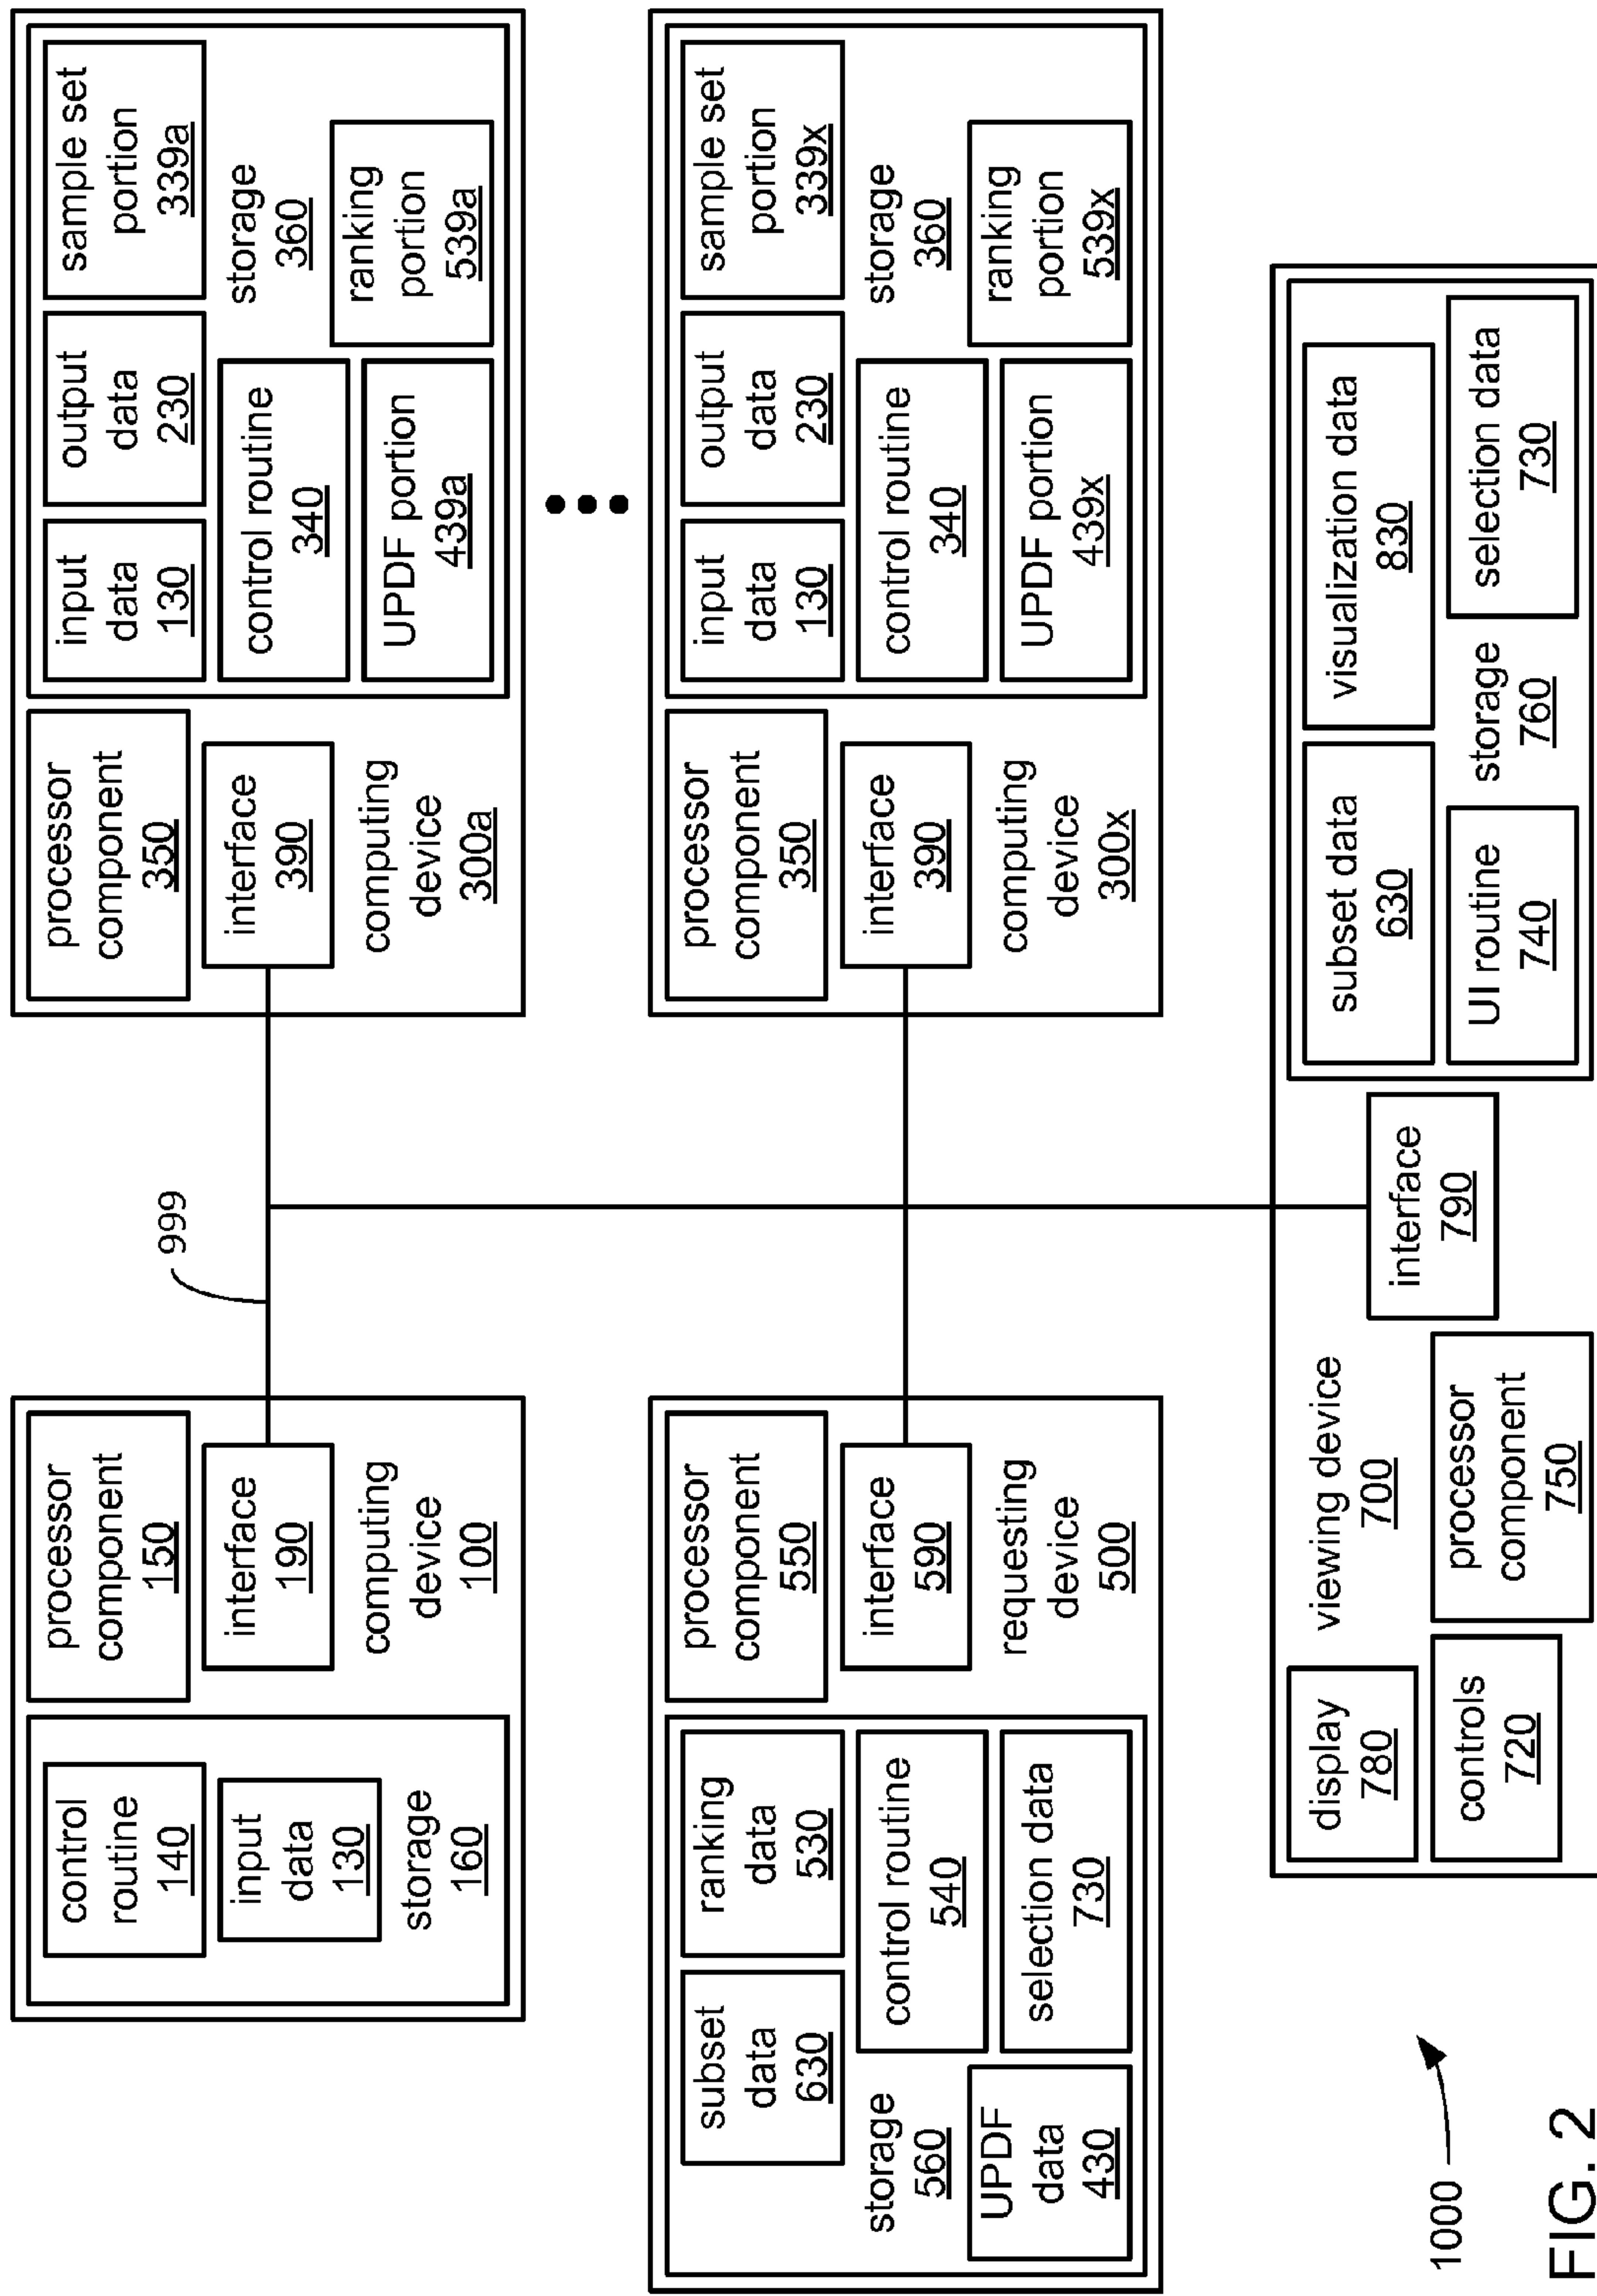 processor
component
350
interface
390
computing
device
300a
input
data
130
output
data
230
sample set
portion
339a
control routine
340
storage
360
UPDF portion
439a
ranking
portion
539a
processor
component
350
interface
390
computing
device
300x
input
data
130
output
data
230
sample set
portion
339x
control routine
340
storage
360
UPDF portion
439x
ranking
portion
539x
999
control
routine
140
input
data
130
storage
160
processor
component
150
interface
190
computing
device
100
subset
data
630
ranking
data
530
storage
560
control routine
540
UPDF
data
430
selection data
730
processor
component
550
interface
590
requesting
device
500
display
780
viewing device
700
controls
720
processor
component
750
interface
790
subset data
630
visualization data
830
UI routine
740
storage
760
selection data
730
1000
FIG. 2